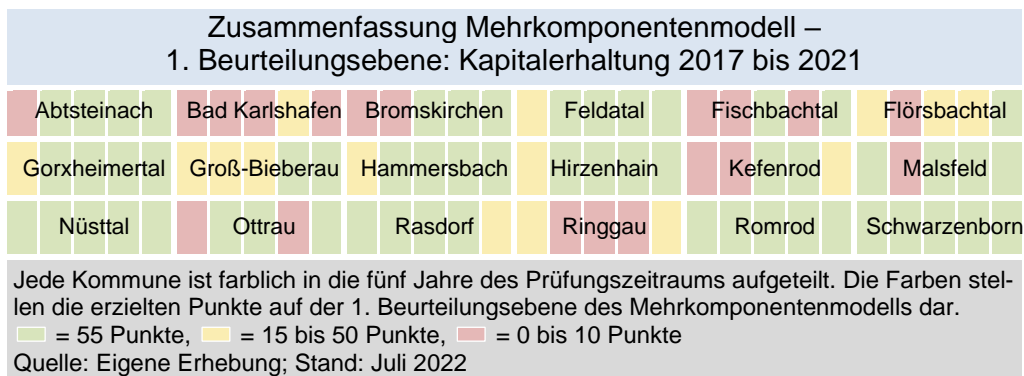 Zusammenfassung Mehrkomponentenmodell –
1. Beurteilungsebene: Kapitalerhaltung 2017 bis 2021
Abtsteinach Bad Karlshafen Bromskirchen Feldatal Fischbachtal Flörsbachtal
Gorxheimertal Groß-Bieberau Hammersbach Hirzenhain Kefenrod Malsfeld
Nüsttal Ottrau Rasdorf Ringgau Romrod Schwarzenborn
Jede Kommune ist farblich in die fünf Jahre des Prüfungszeitraums aufgeteilt. Die Farben stel-
len die erzielten Punkte auf der 1. Beurteilungsebene des Mehrkomponentenmodells dar.
= 55 Punkte, = 15 bis 50 Punkte, = 0 bis 10 Punkte
Quelle: Eigene Erhebung; Stand: Juli 2022